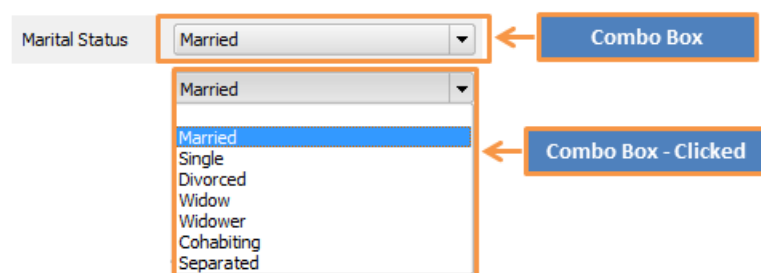 Marital Status Married Combo Box
Married
Married
Single
Divorced
Widow
Widower
Cohabiting
Separated
Combo Box - Clicked